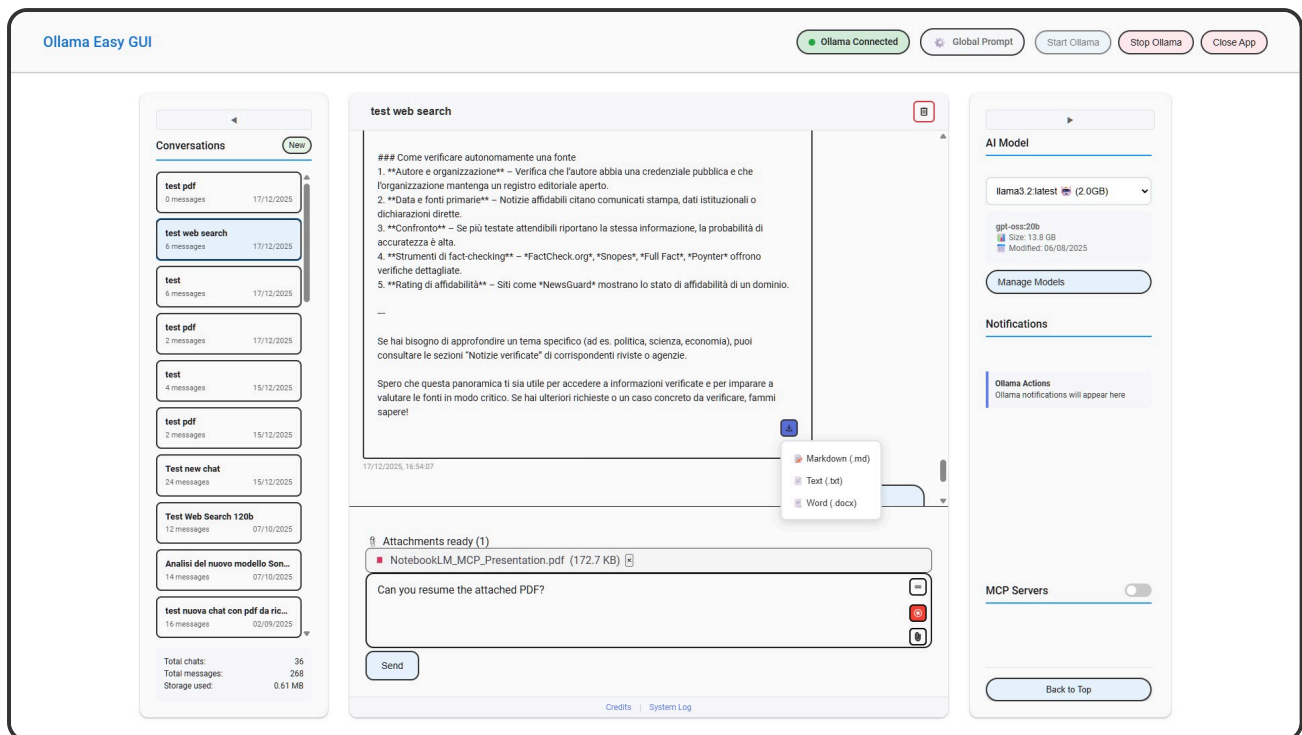 Ollama Easy GUI
Ollama Connected
Global Prompt
Start Ollama
Stop Ollama
Close App
Conversations
New
test pdf
0 messages 17/12/2025
test web search
6 messages 17/12/2025
test
6 messages 17/12/2025
test pdf
2 messages 17/12/2025
test
4 messages 15/12/2025
test pdf
2 messages 15/12/2025
Test new chat
24 messages 15/12/2025
Test Web Search 120b
12 messages 07/10/2025
Analisi del nuovo modello Son...
14 messages 07/10/2025
test nuova chat con pdf da ric...
16 messages 02/09/2025
Total chats: 36
Total messages: 268
Storage used: 0.61 MB
test web search
### Come verificare autonomamente una fonte
1. **Autore e organizzazione** – Verifica che l'autore abbia una credenziale pubblica e che
l'organizzazione mantenga un registro editoriale aperto.
2. **Data e fonti primarie** – Notizie affidabili citano comunicati stampa, dati istituzionali o
dichiarazioni dirette.
3. **Confronto** – Se più testate attendibili riportano la stessa informazione, la probabilità di
accuratezza è alta.
4. **Strumenti di fact-checking** – *FactCheck.org*, *Snopes*, *Full Fact*, *Poynter* offrono
verifiche dettagliate.
5. **Rating di affidabilità** – Siti come *NewsGuard* mostrano lo stato di affidabilità di un dominio.
---
Se hai bisogno di approfondire un tema specifico (ad es. politica, scienza, economia), puoi
consultare le sezioni "Notizie verificate" di corrispondenti riviste o agenzie.
Spero che questa panoramica ti sia utile per accedere a informazioni verificate e per imparare a
valutare le fonti in modo critico. Se hai ulteriori richieste o un caso concreto da verificare, fammi
sapere!
17/12/2025, 16:54:07
Markdown (.md)
Text (.txt)
Word (.docx)
Attachments ready (1)
NotebookLM_MCP_Presentation.pdf (172.7 KB) ×
Can you resume the attached PDF?
Send
Credits | System Log
AI Model
llama3.2:latest (2.0GB)
gpt-oss:20b
Size: 13.8 GB
Modified: 06/08/2025
Manage Models
Notifications
Ollama Actions
Ollama notifications will appear here
MCP Servers
Back to Top